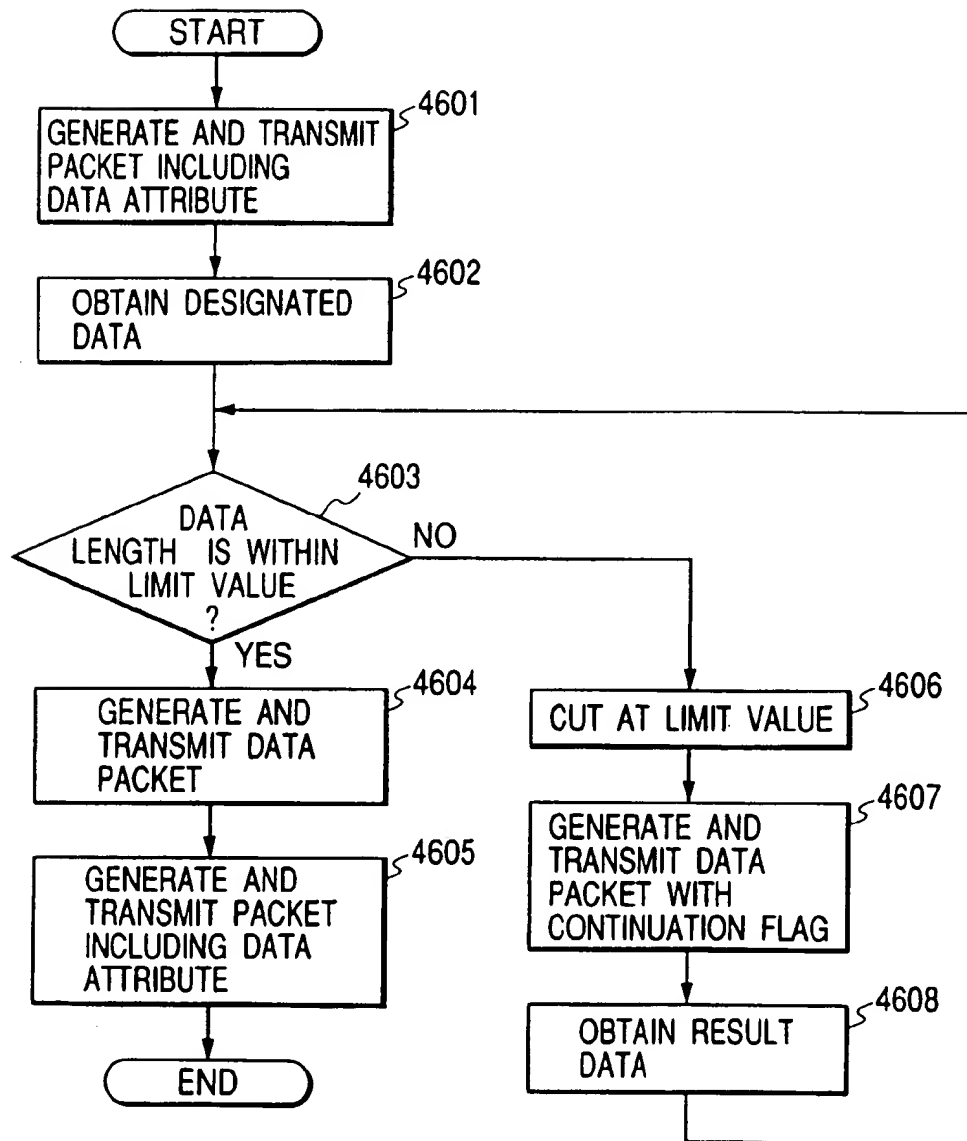 START
4601
GENERATE AND TRANSMIT
PACKET INCLUDING
DATA ATTRIBUTE
4602
OBTAIN DESIGNATED
DATA
4603
DATA
LENGTH IS WITHIN
LIMIT VALUE
?
NO
YES
4604
GENERATE AND
TRANSMIT DATA
PACKET
4605
GENERATE AND
TRANSMIT PACKET
INCLUDING DATA
ATTRIBUTE
END
4606
CUT AT LIMIT VALUE
4607
GENERATE AND
TRANSMIT DATA
PACKET WITH
CONTINUATION FLAG
4608
OBTAIN RESULT
DATA